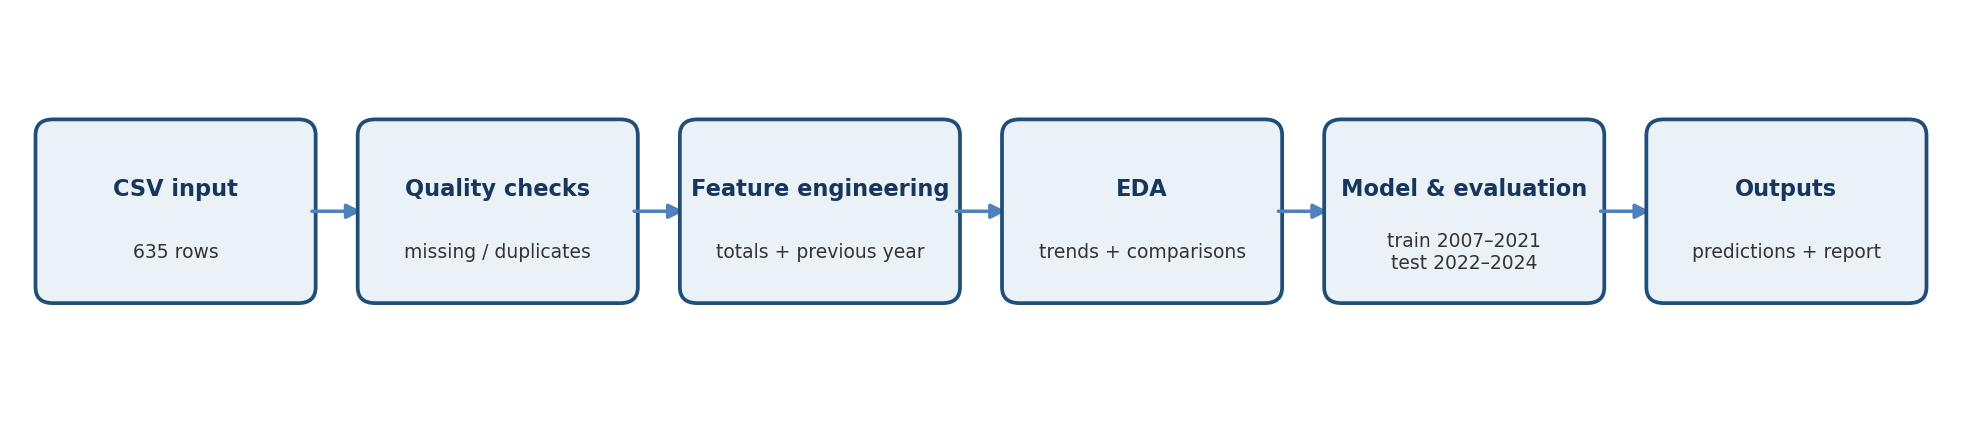 CSV input
635 rows
Quality checks
missing / duplicates
Feature engineering
totals + previous year
EDA
trends + comparisons
Model & evaluation
train 2007–2021
test 2022–2024
Outputs
predictions + report